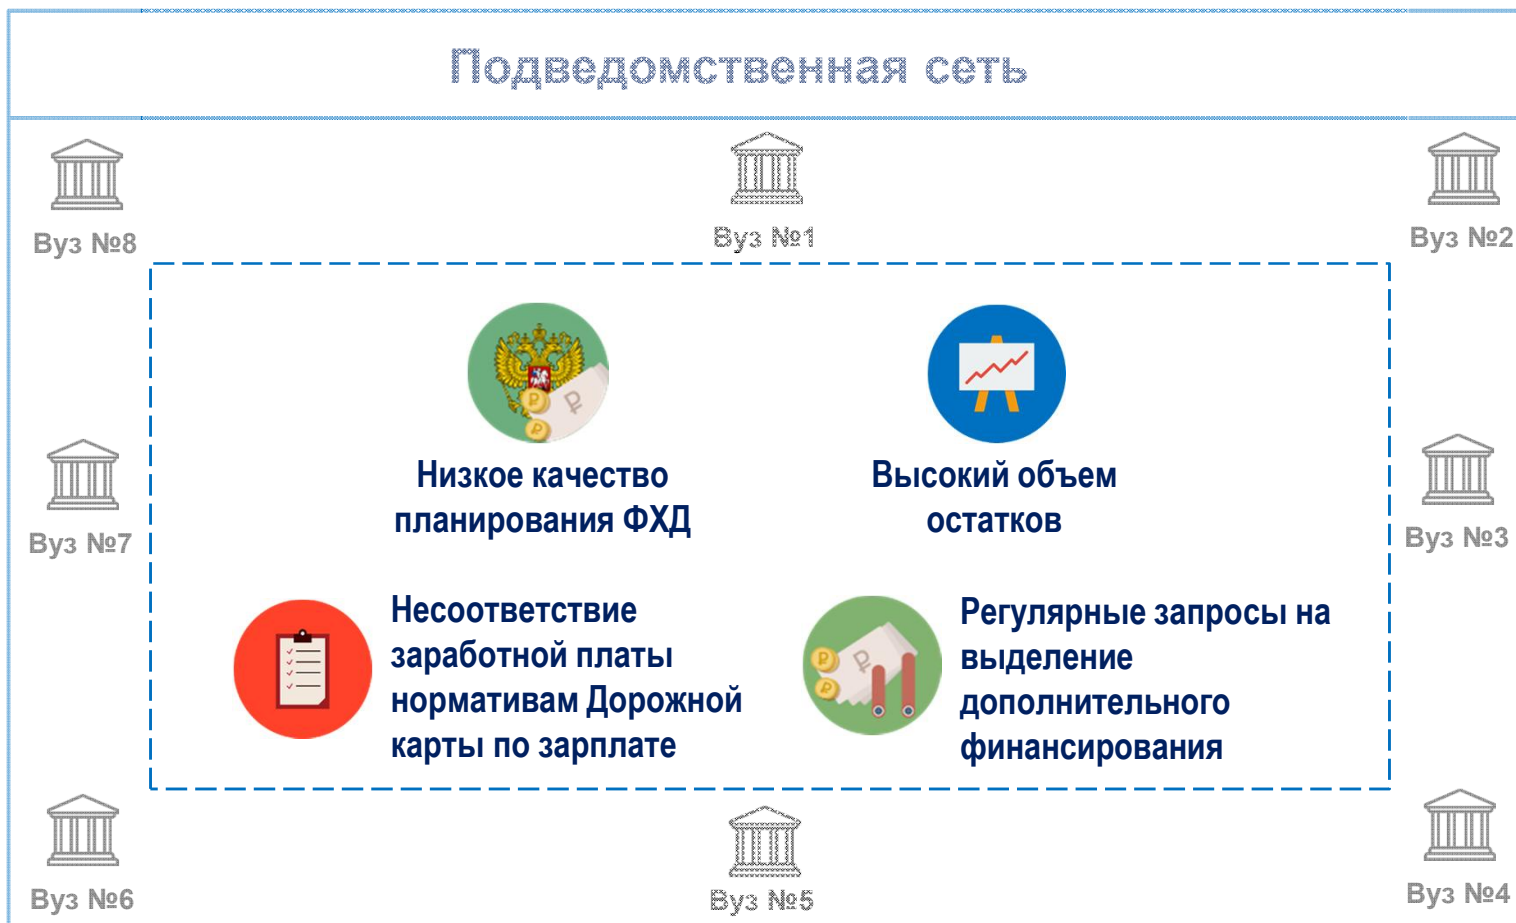 Подведомственная сеть
Вуз №8
Вуз №1
Вуз №2
Низкое качество
планирования ФХД
Высокий объем
остатков
Вуз №7
Вуз №3
Несоответствие
заработной платы
нормативам Дорожной
карты по зарплате
Регулярные запросы на
выделение
дополнительного
финансирования
Вуз №6
Вуз №5
Вуз №4